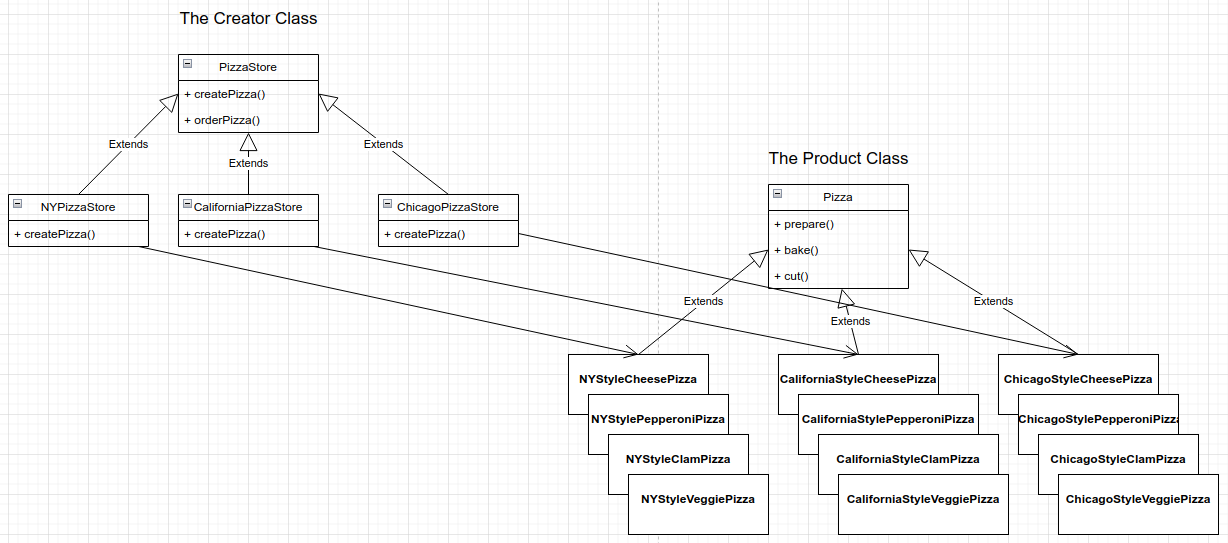 The Creator Class
PizzaStore
+ createPizza()
+ orderPizza()
Extends
Extends
Extends
NYPizzaStore
+ createPizza()
CaliforniaPizzaStore
+ createPizza()
ChicagoPizzaStore
+ createPizza()
The Product Class
Pizza
+ prepare()
+ bake()
+ cut()
Extends
Extends
Extends
NYStyleCheesePizza
NYStylePepperoniPizza
NYStyleClamPizza
NYStyleVeggiePizza
CaliforniaStyleCheesePizza
CaliforniaStylePepperoniPizza
CaliforniaStyleClamPizza
CaliforniaStyleVeggiePizza
ChicagoStyleCheesePizza
ChicagoStylePepperoniPizza
ChicagoStyleClamPizza
ChicagoStyleVeggiePizza